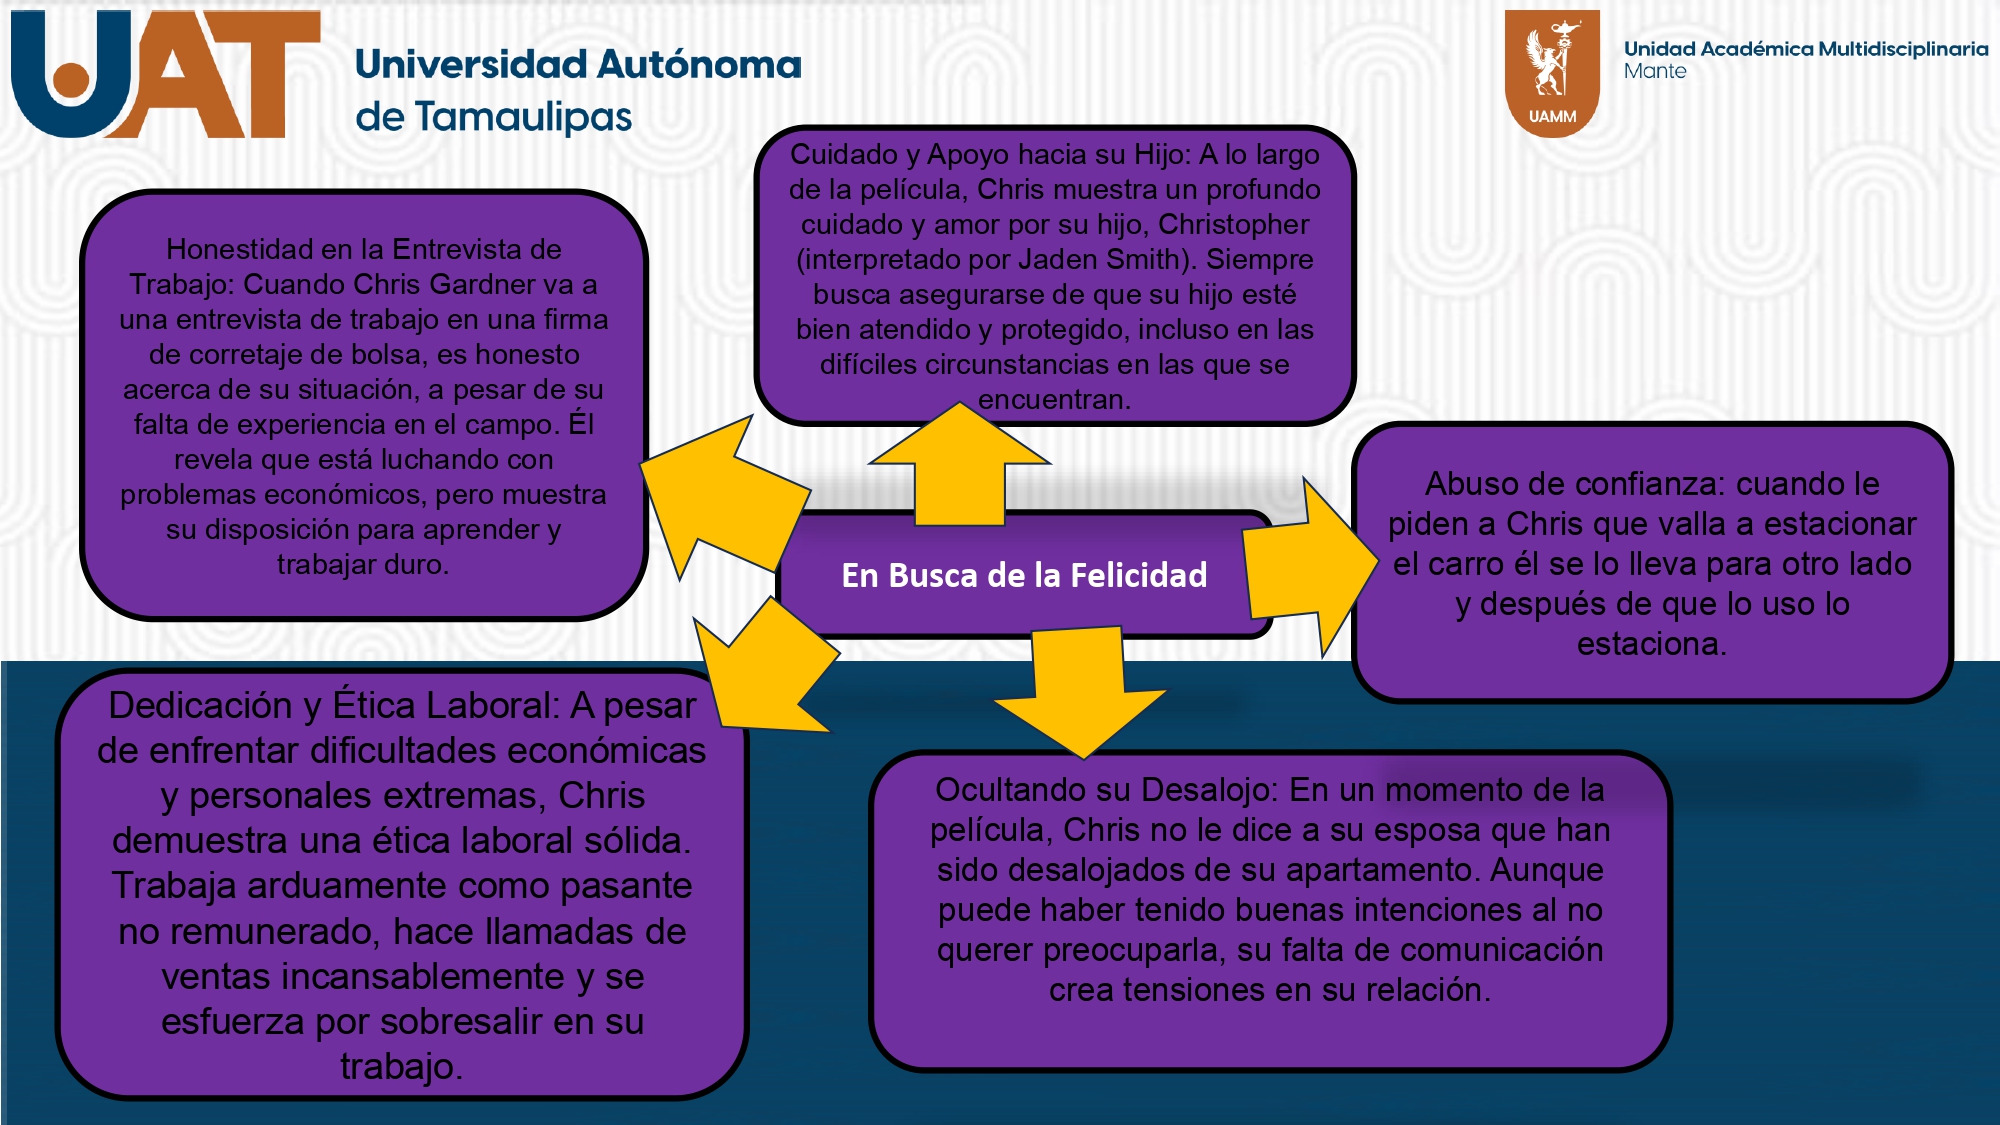 UAT
Universidad Autónoma
de Tamaulipas
UAMM
Unidad Académica Multidisciplinaria
Mante
Cuidado y Apoyo hacia su Hijo: A lo largo
de la película, Chris muestra un profundo
cuidado y amor por su hijo, Christopher
(interpretado por Jaden Smith). Siempre
busca asegurarse de que su hijo esté
bien atendido y protegido, incluso en las
difíciles circunstancias en las que se
encuentran.
Honestidad en la Entrevista de
Trabajo: Cuando Chris Gardner va a
una entrevista de trabajo en una firma
de corretaje de bolsa, es honesto
acerca de su situación, a pesar de su
falta de experiencia en el campo. Él
revela que está luchando con
problemas económicos, pero muestra
su disposición para aprender y
trabajar duro.
Abuso de confianza: cuando le
piden a Chris que valla a estacionar
el carro él se lo lleva para otro lado
y después de que lo uso lo
estaciona.
En Busca de la Felicidad
Dedicación y Ética Laboral: A pesar
de enfrentar dificultades económicas
y personales extremas, Chris
demuestra una ética laboral sólida.
Trabaja arduamente como pasante
no remunerado, hace llamadas de
ventas incansablemente y se
esfuerza por sobresalir en su
trabajo.
Ocultando su Desalojo: En un momento de la
película, Chris no le dice a su esposa que han
sido desalojados de su apartamento. Aunque
puede haber tenido buenas intenciones al no
querer preocuparla, su falta de comunicación
crea tensiones en su relación.